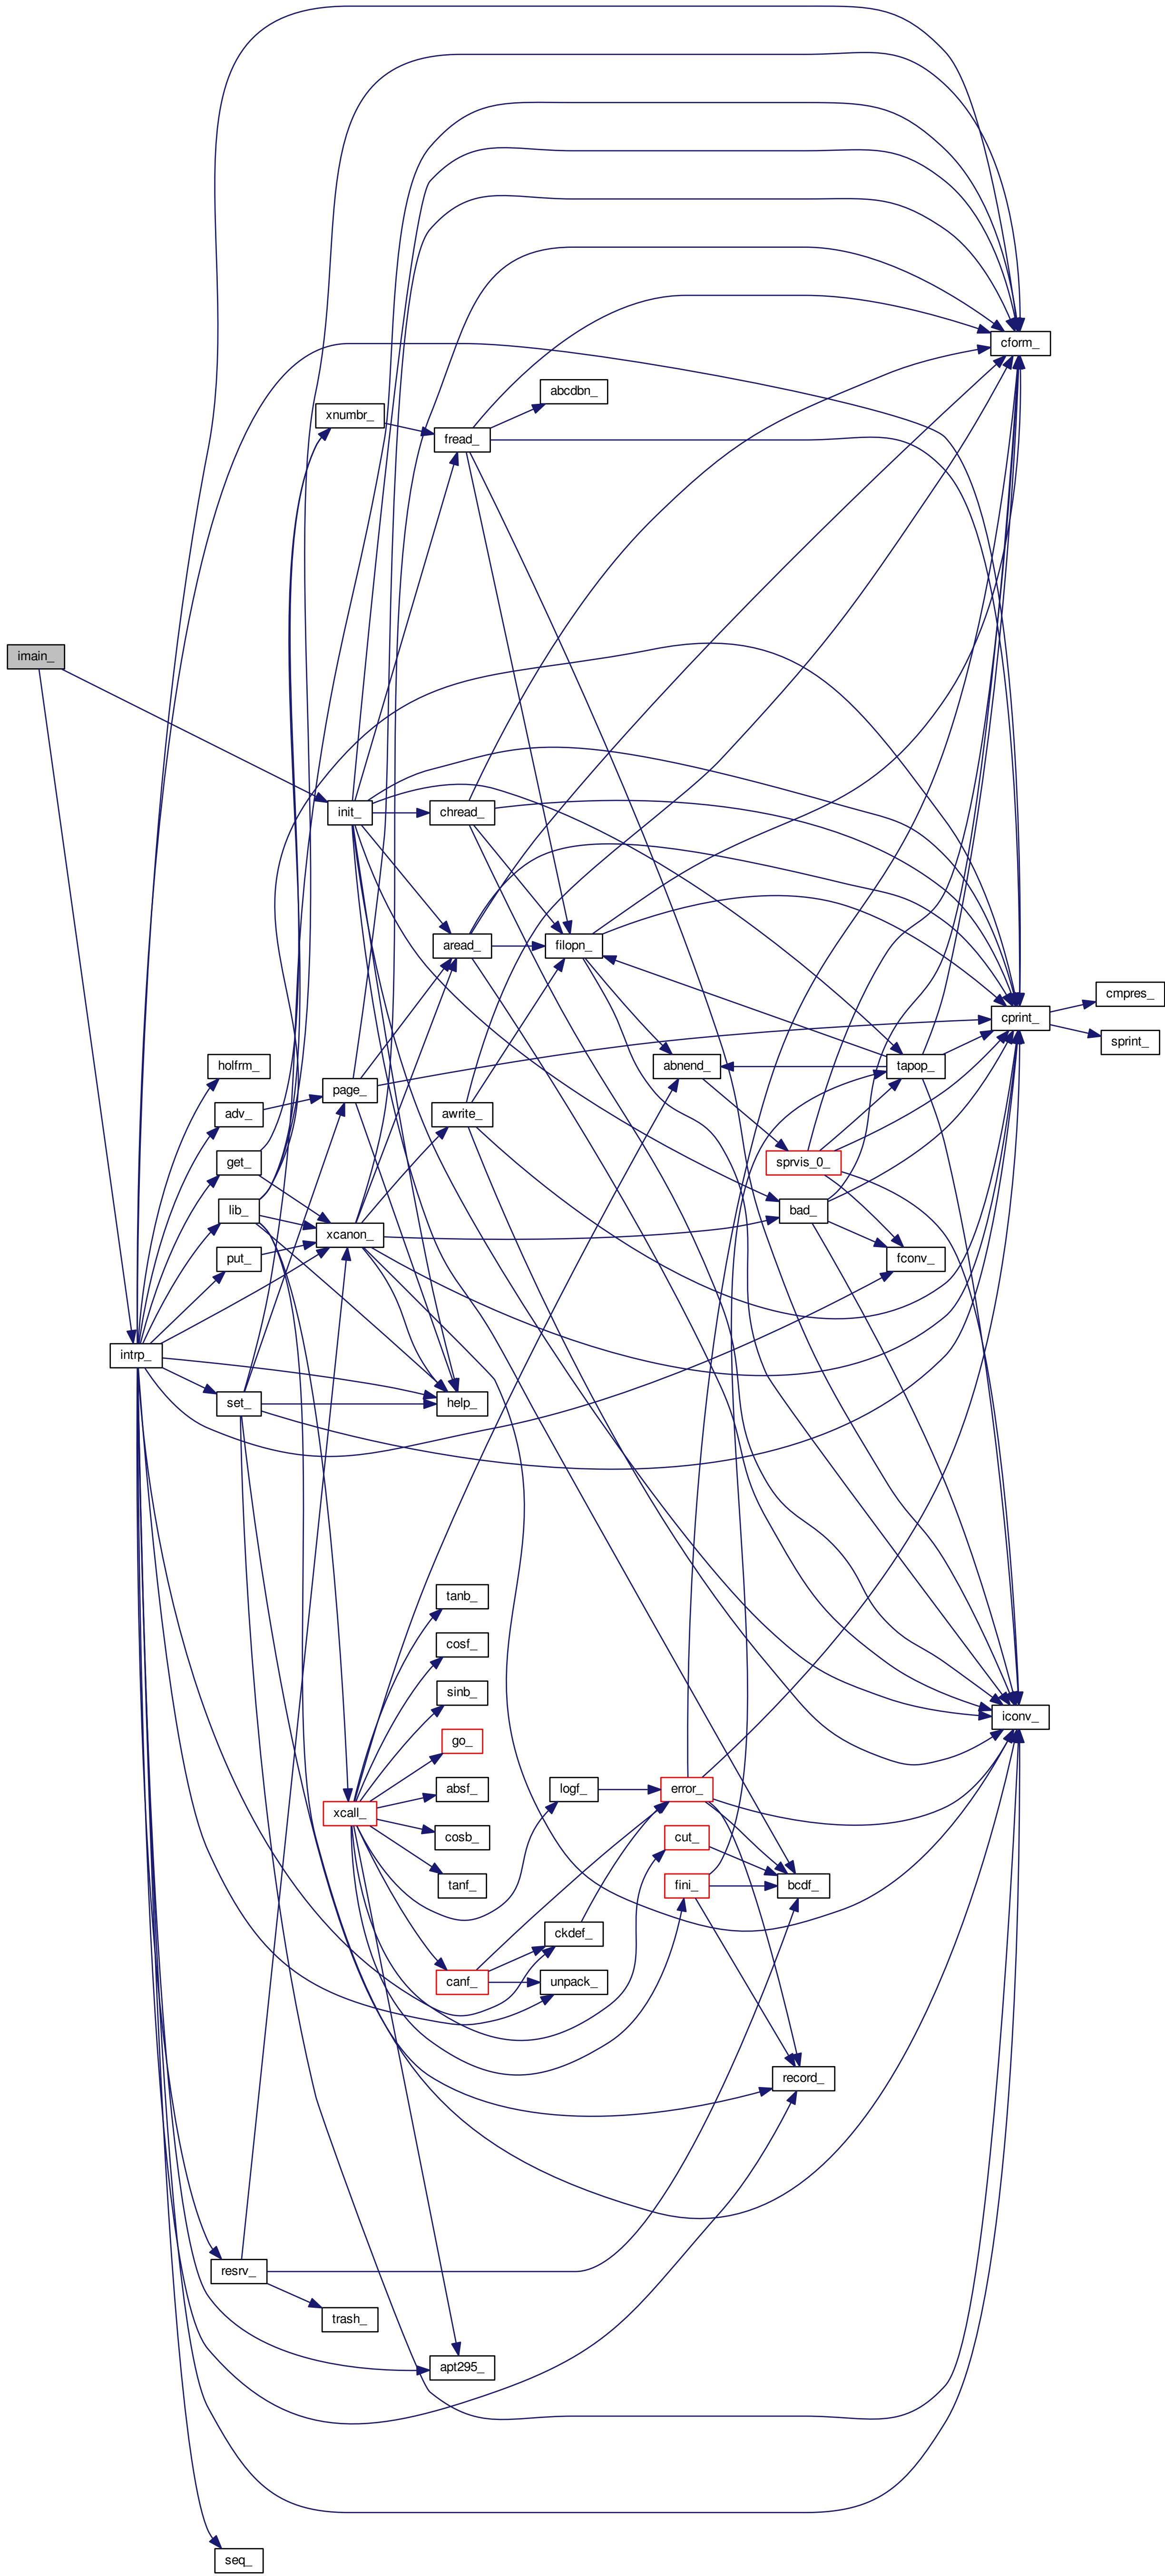 cform_
abcdbn_
xnumbr_
fread_
imain_
init_
chread_
aread_
filopn_
cmpres_
cprint_
sprint_
holfrm_
abnend_
tapop_
page_
adv_
awrite_
get_
sprvis_0_
lib_
bad_
xcanon_
put_
fconv_
intrp_
set_
help_
tanb_
cosf_
sinb_
iconv_
go_
absf_
logf_
error_
xcall_
cosb_
cut_
tanf_
fini_
bcdf_
ckdef_
canf_
unpack_
record_
resrv_
trash_
apt295_
seq_